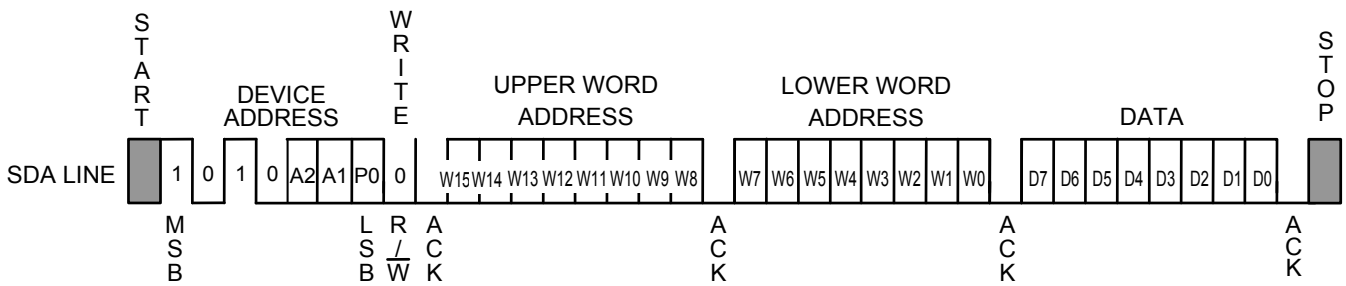 START
WRITE
STOP
DEVICE
ADDRESS
UPPER WORD
ADDRESS
LOWER WORD
ADDRESS
DATA
SDA LINE 1 0 1 0 A2 A1 P0 0 W15 W14 W13 W12 W11 W10 W9 W8 W7 W6 W5 W4 W3 W2 W1 W0 D7 D6 D5 D4 D3 D2 D1 D0
MSB
LSB
R/W
ACK
ACK
ACK
ACK